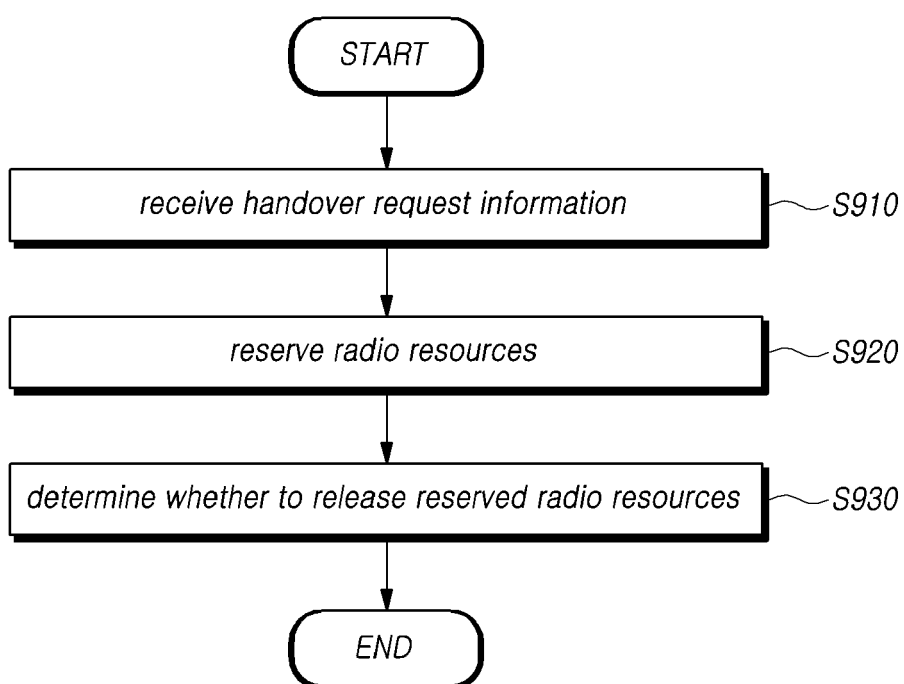 START
receive handover request information
S910
reserve radio resources
S920
determine whether to release reserved radio resources
S930
END